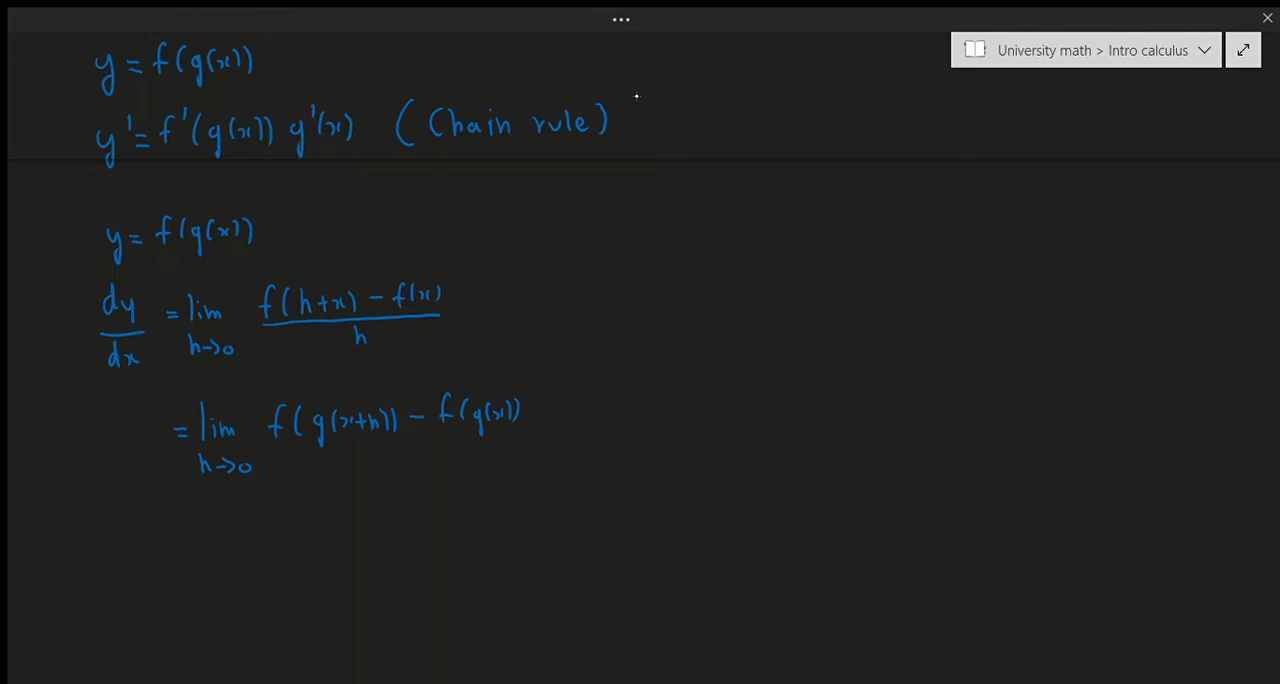 ...
University math > Intro calculus
y = f(g(x))
y' = f'(g(x)) g'(x) (Chain rule)
y = f(g(x))
dy/dx = lim h->0 f(h+x) - f(x) / h
= lim h->0 f(g(x+h)) - f(g(x))